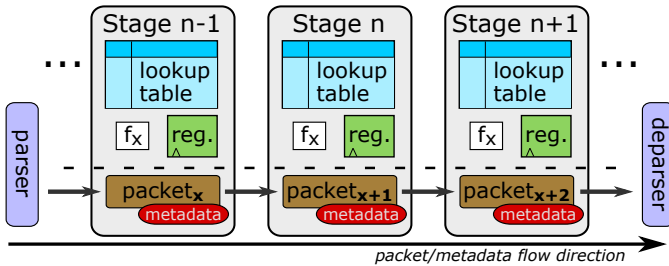 Stage n-1
Stage n
Stage n+1
...
...
lookup
table
lookup
table
lookup
table
parser
deparser
fx
reg.
fx
reg.
fx
reg.
packetx
packetx+1
packetx+2
metadata
metadata
metadata
packet/metadata flow direction